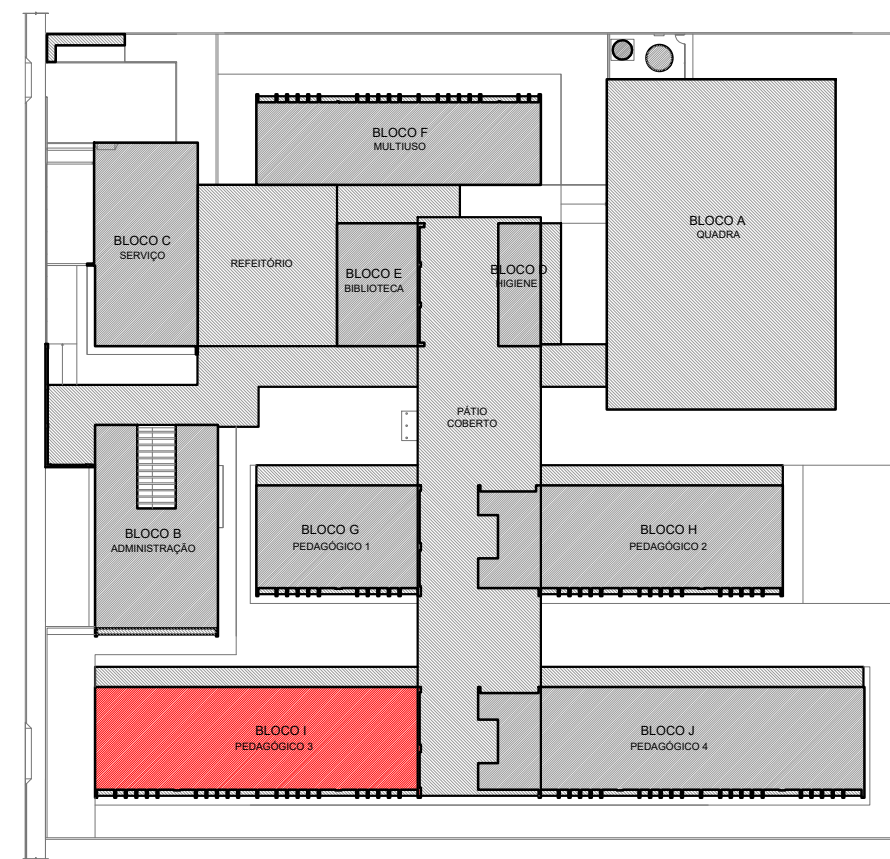 BLOCO F
MULTIUSO
BLOCO A
QUADRA
BLOCO C
SERVIÇO
REFEITÓRIO
BLOCO E
BIBLIOTECA
BLOCO D
HIGIENE
PÁTIO
COBERTO
BLOCO B
ADMINISTRAÇÃO
BLOCO G
PEDAGÓGICO 1
BLOCO H
PEDAGÓGICO 2
BLOCO I
PEDAGÓGICO 3
BLOCO J
PEDAGÓGICO 4